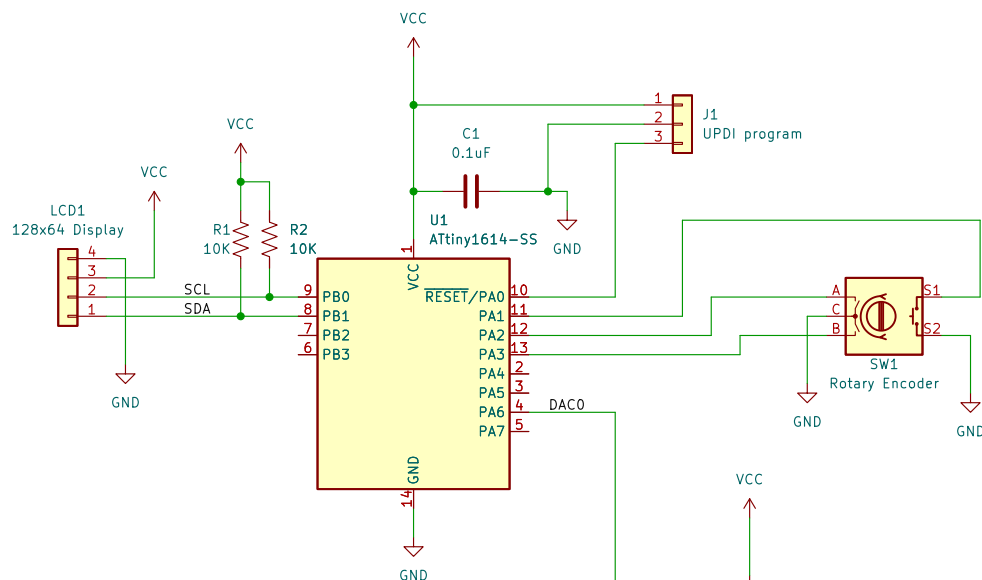 VCC
VCC
VCC
LCD1
128x64 Display
4
3
2
1
SCL
SDA
R1
10K
R2
10K
C1
0.1uF
GND
1
2
3
J1
UPDI program
U1
ATtiny1614-SS
1
VCC
9 PB0
8 PB1
7 PB2
6 PB3
RESET/PA0 10
PA1 11
PA2 12
PA3 13
PA4 2
PA5 3
PA6 4
PA7 5
DAC0
GND
14
GND
GND
A
C
B
S1
S2
SW1
Rotary Encoder
GND
GND
VCC